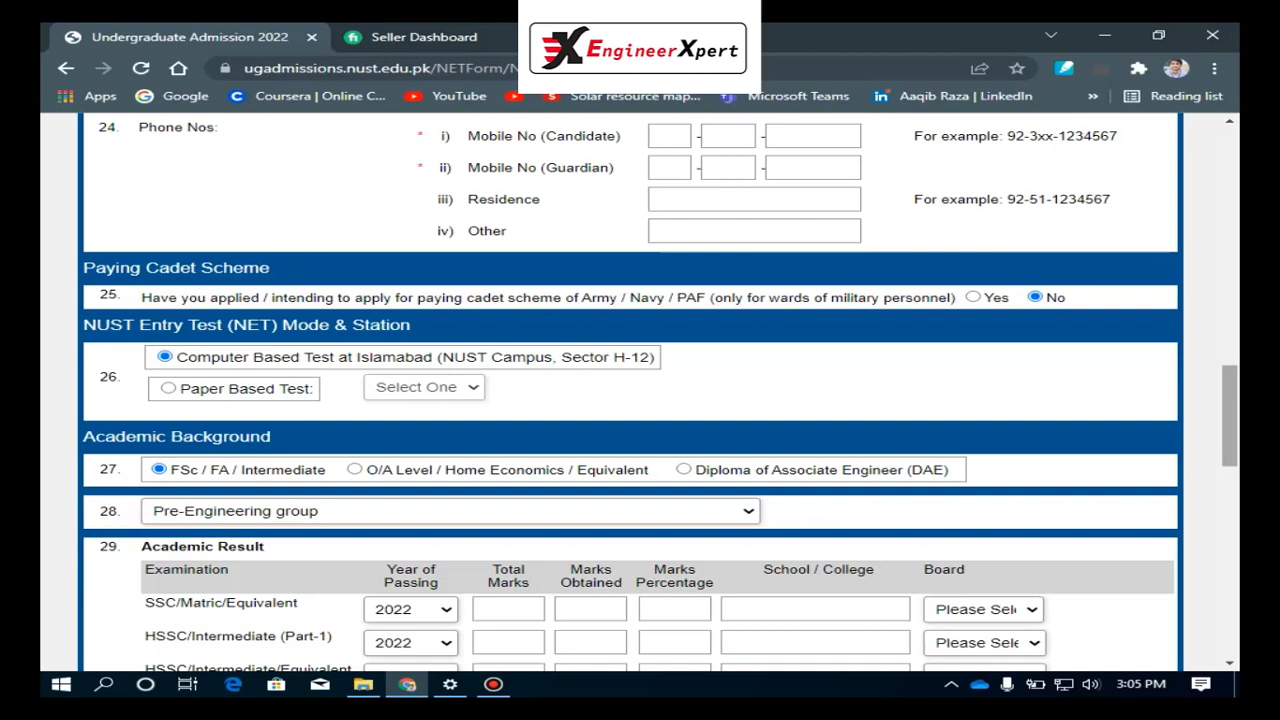 Undergraduate Admission 2022
Seller Dashboard
EngineerXpert
ugadmissions.nust.edu.pk/NETForm/N
Apps
Google
Coursera | Online C...
YouTube
Solar resource map...
Microsoft Teams
Aaqib Raza | LinkedIn
»
Reading list
24. Phone Nos:
* i) Mobile No (Candidate) - - For example: 92-3xx-1234567
* ii) Mobile No (Guardian) - -
iii) Residence For example: 92-51-1234567
iv) Other
Paying Cadet Scheme
25. Have you applied / intending to apply for paying cadet scheme of Army / Navy / PAF (only for wards of military personnel) Yes No
NUST Entry Test (NET) Mode & Station
26. Computer Based Test at Islamabad (NUST Campus, Sector H-12)
Paper Based Test: Select One
Academic Background
27. FSc / FA / Intermediate O/A Level / Home Economics / Equivalent Diploma of Associate Engineer (DAE)
28. Pre-Engineering group
29. Academic Result
Examination Year of Passing Total Marks Marks Obtained Marks Percentage School / College Board
SSC/Matric/Equivalent 2022 Please Sel
HSSC/Intermediate (Part-1) 2022 Please Sele
HSSC/Intermediate/Equivalent
3:05 PM